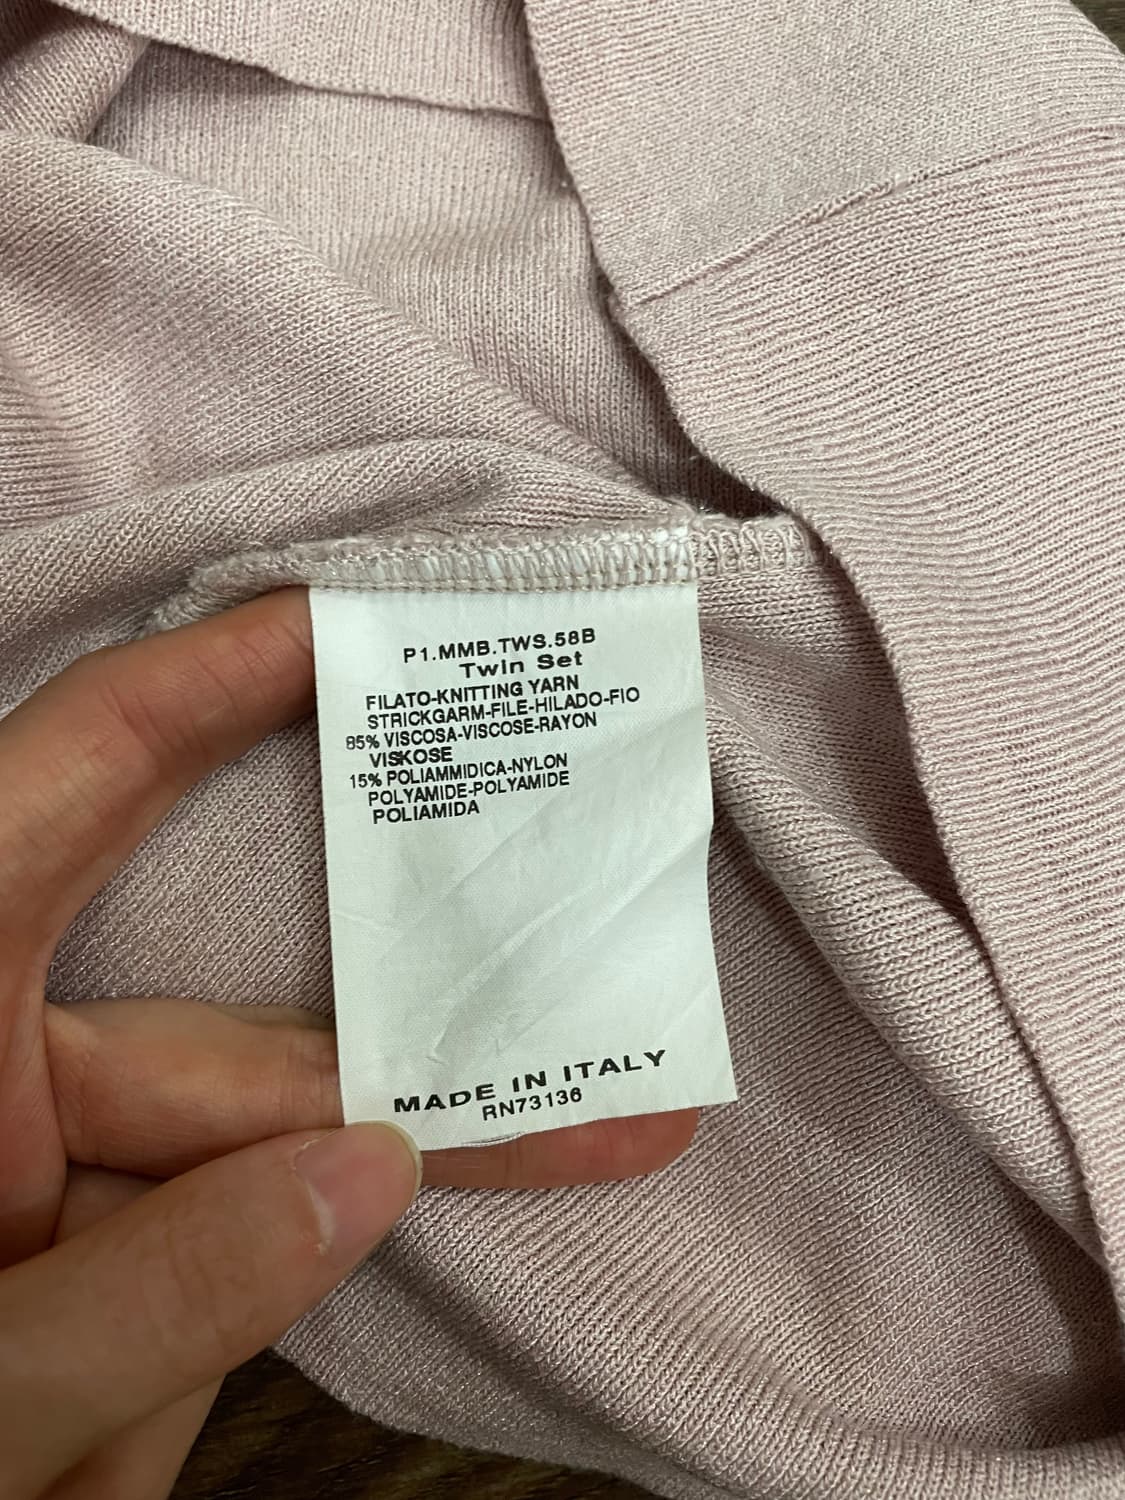 P1.MMB.TWS.58B
Twin Set
FILATO-KNITTING YARN
STRICKGARM-FILE-HILADO-FIO
85% VISCOSA-VISCOSE-RAYON
VISKOSE
15% POLIAMMIDICA-NYLON
POLYAMIDE-POLYAMIDE
POLIAMIDA
MADE IN ITALY
RN73136